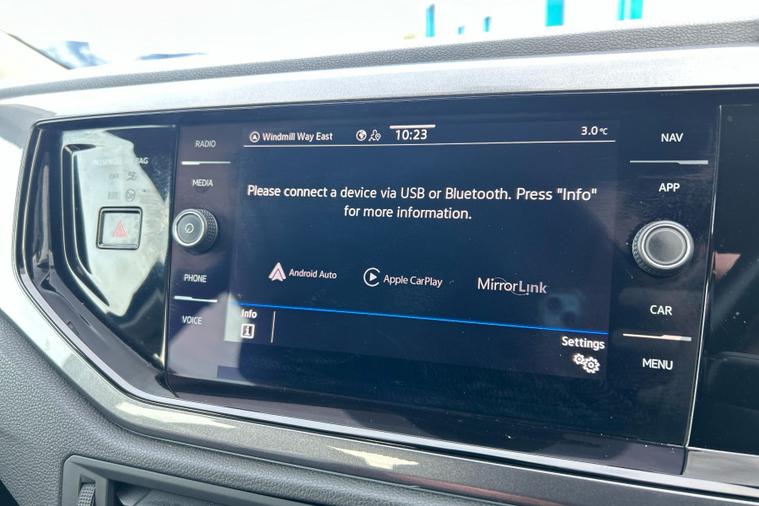 Windmill Way East 10:23 3.0°C
RADIO
MEDIA
PHONE
VOICE
Please connect a device via USB or Bluetooth. Press "Info"
for more information.
Android Auto Apple CarPlay MirrorLink
Info
Settings
NAV
APP
CAR
MENU